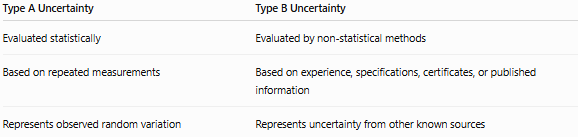 Type A Uncertainty Type B Uncertainty
Evaluated statistically Evaluated by non-statistical methods
Based on repeated measurements Based on experience, specifications, certificates, or published
information
Represents observed random variation Represents uncertainty from other known sources